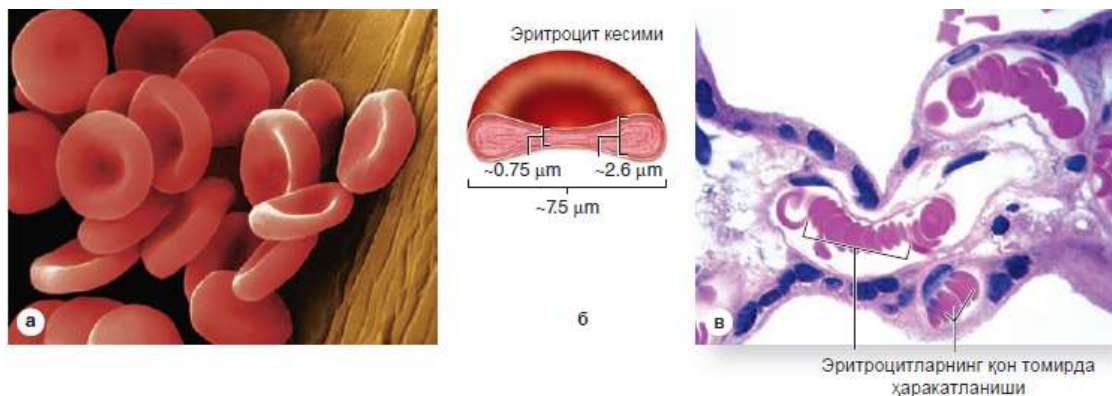 Эритроцит кесими
~0.75 μm
~2.6 μm
~7.5 μm
а
б
в
Эритроцитларнинг қон томирда
ҳаракатланиши